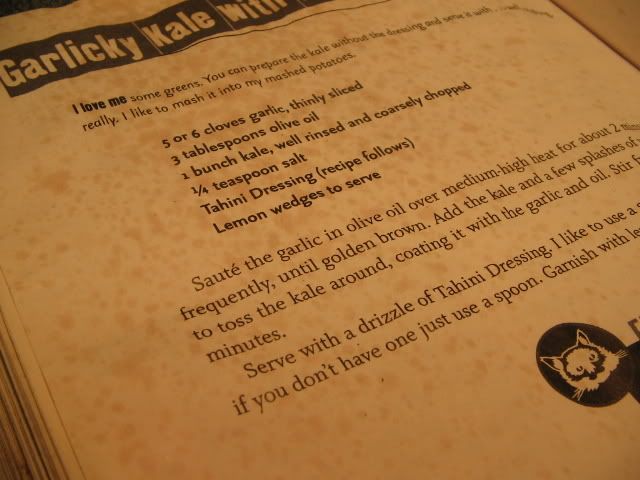 Garlicky Kale with
I love me some greens. You can prepare the kale without the dressing and serve it with
really. I like to mash it into my mashed potatoes.
5 or 6 cloves garlic, thinly sliced
3 tablespoons olive oil
1 bunch kale, well rinsed and coarsely chopped
¼ teaspoon salt
Tahini Dressing (recipe follows)
Lemon wedges to serve
Sauté the garlic in olive oil over medium-high heat for about 2
frequently, until golden brown. Add the kale and a few splashes of
to toss the kale around, coating it with the garlic and oil. Stir
minutes.
Serve with a drizzle of Tahini Dressing. I like to use a
if you don't have one just use a spoon. Garnish with